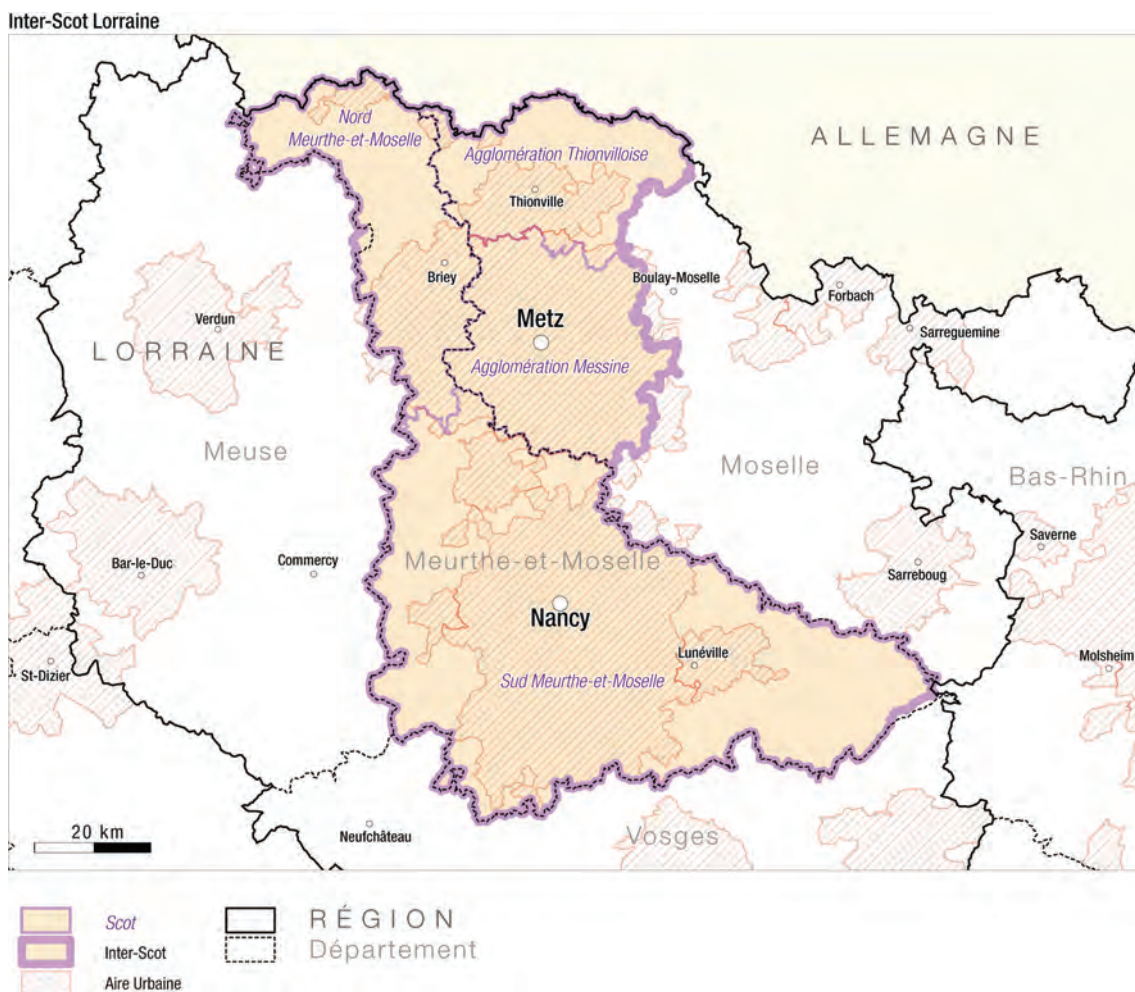 Inter-Scot Lorraine
Nord
Meurthe-et-Moselle
ALLEMAGNE
Agglomération Thionvilloise
Thionville
Briey
Boulay-Moselle
Forbach
Verdun
Metz
Sarreguemine
LORRAINE
Agglomération Messine
Meuse
Moselle
Bas-Rhin
Saverne
Commercy
Meurthe-et-Moselle
Bar-le-Duc
Sarreboug
Nancy
Lunéville
Molsheim
St-Dizier
Sud Meurthe-et-Moselle
20 km
Neufchâteau
Vosges
Scot
RÉGION
Inter-Scot
Département
Aire Urbaine